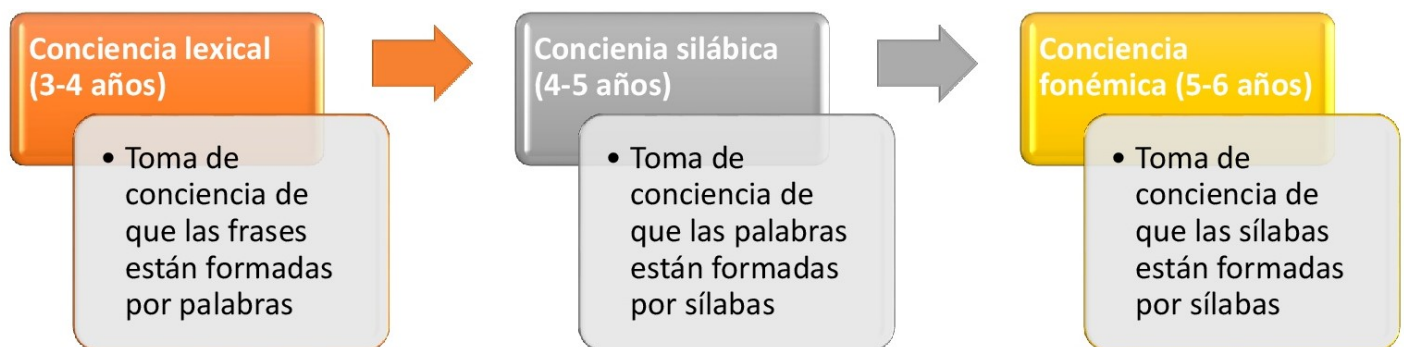 Conciencia lexical
(3-4 años)
• Toma de
conciencia de
que las frases
están formadas
por palabras
Concienia silábica
(4-5 años)
• Toma de
conciencia de
que las palabras
están formadas
por sílabas
Conciencia
fonémica (5-6 años)
• Toma de
conciencia de
que las sílabas
están formadas
por sílabas